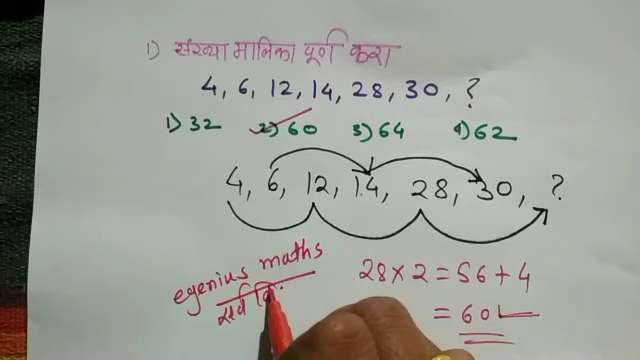 1) संख्या मालिका पूर्ण करा
4, 6, 12, 14, 28, 30, ?
1) 32 2) 60 3) 64 4) 62
4, 6, 12, 14, 28, 30, ?
egenius maths
सर्व वि
28 × 2 = 56 + 4
= 60